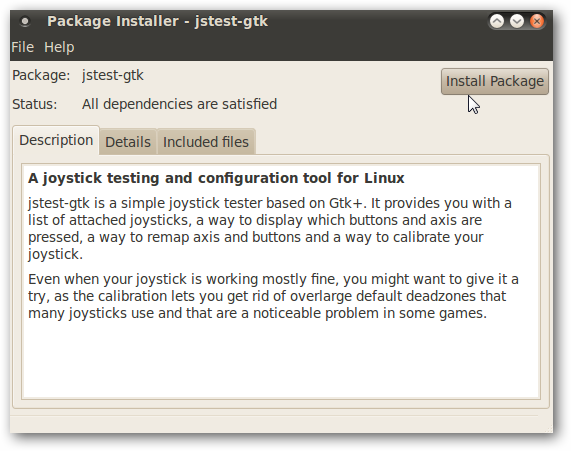 Package Installer - jstest-gtk
File Help
Package: jstest-gtk
Install Package
Status: All dependencies are satisfied
Description Details Included files
A joystick testing and configuration tool for Linux
jstest-gtk is a simple joystick tester based on Gtk+. It provides you with a
list of attached joysticks, a way to display which buttons and axis are
pressed, a way to remap axis and buttons and a way to calibrate your
joystick.
Even when your joystick is working mostly fine, you might want to give it a
try, as the calibration lets you get rid of overlarge default deadzones that
many joysticks use and that are a noticeable problem in some games.